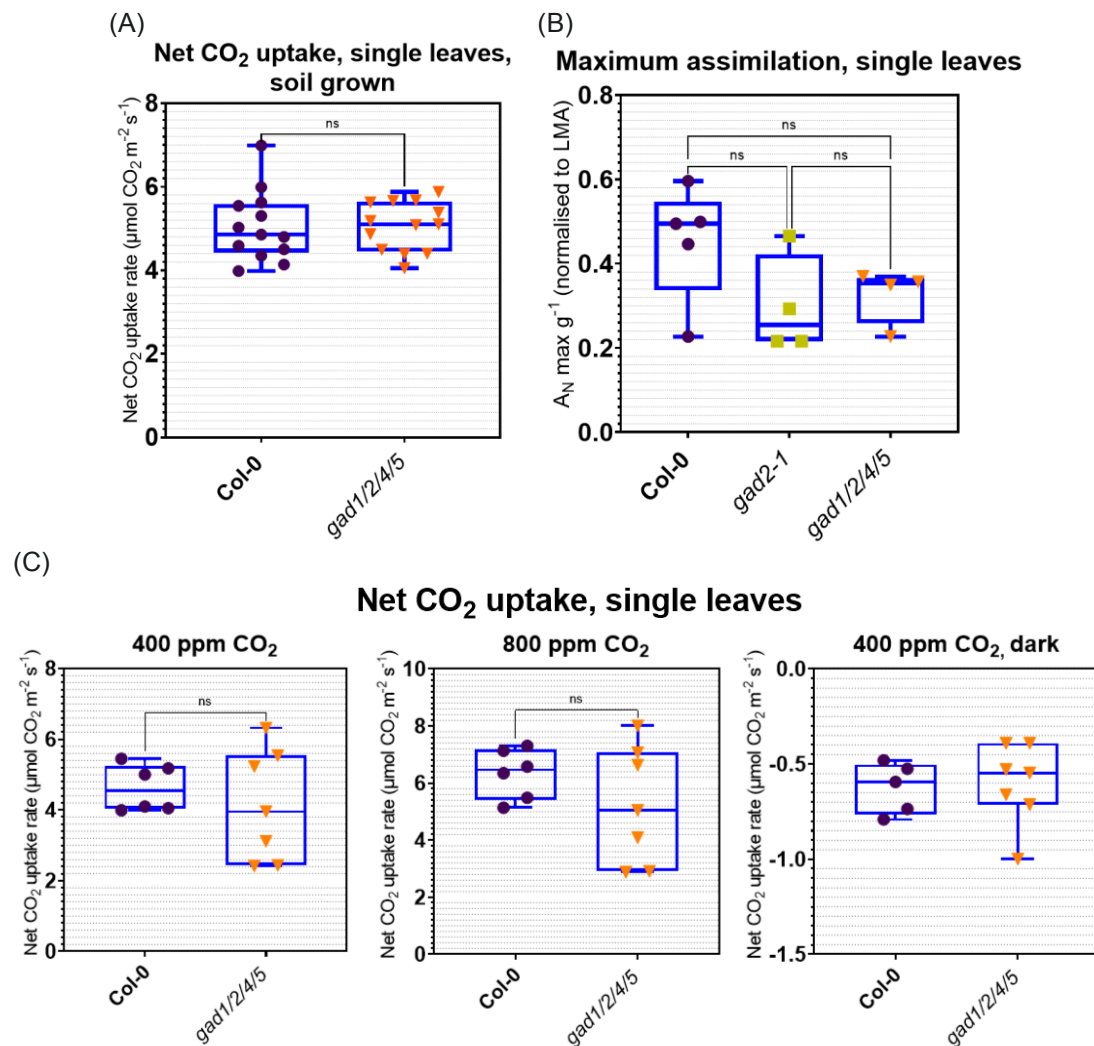 (A)
Net CO₂ uptake, single leaves,
soil grown
Net CO₂ uptake rate (μmol CO₂ m⁻² s⁻¹)
8
6
4
2
0
ns
Col-0
gad1/2/4/5
(B)
Maximum assimilation, single leaves
A_N max g⁻¹ (normalised to LMA)
0.8
0.6
0.4
0.2
0.0
ns
ns
ns
Col-0
gad2-1
gad1/2/4/5
(C)
Net CO₂ uptake, single leaves
400 ppm CO₂
Net CO₂ uptake rate (μmol CO₂ m⁻² s⁻¹)
8
6
4
2
0
ns
Col-0
gad1/2/4/5
800 ppm CO₂
Net CO₂ uptake rate (μmol CO₂ m⁻² s⁻¹)
10
8
6
4
2
0
ns
Col-0
gad1/2/4/5
400 ppm CO₂, dark
Net CO₂ uptake rate (μmol CO₂ m⁻² s⁻¹)
0.0
-0.5
-1.0
-1.5
Col-0
gad1/2/4/5